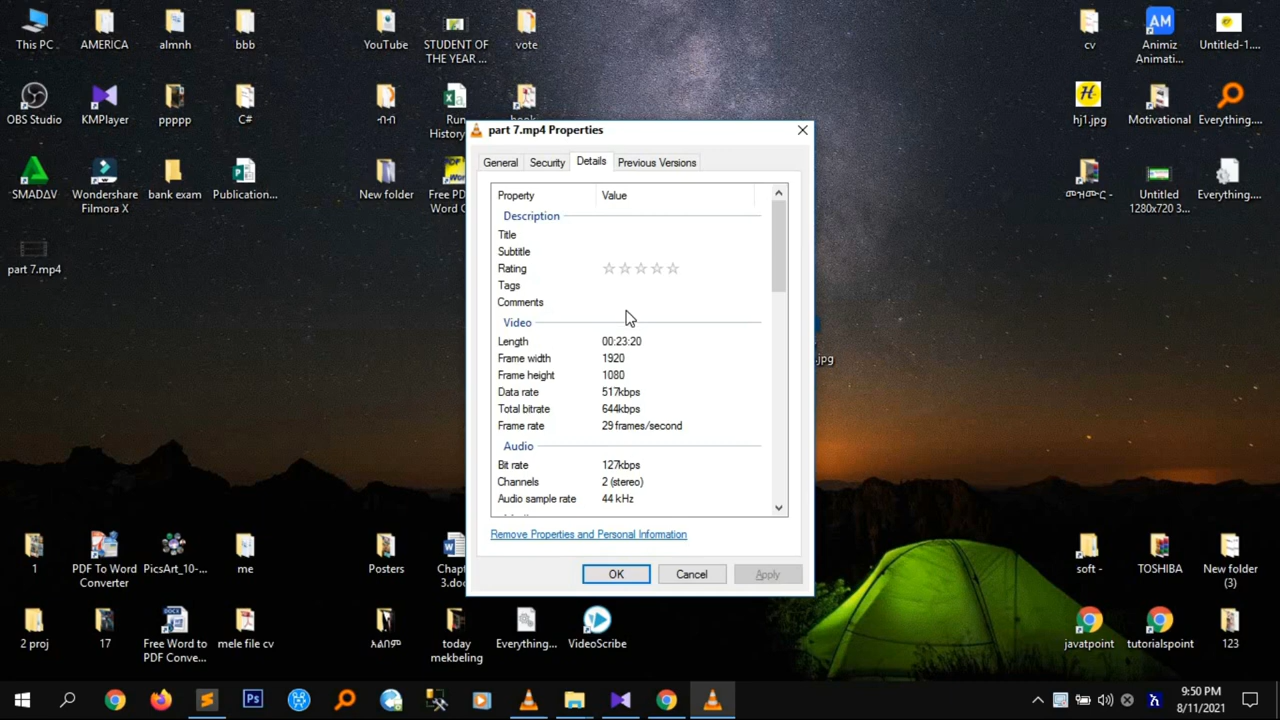 This PC
AMERICA
almnh
bbb
YouTube
STUDENT OF
THE YEAR ...
vote
cv
Animiz
Animati...
Untitled-1....
OBS Studio
KMPlayer
ppppp
C#
ብብ
Run
History
hj1.jpg
Motivational
Everything....
SMADΔV
Wondershare
Filmora X
bank exam
Publication...
New folder
Free PD
Word C
መዝሙር -
Untitled
1280x720 3...
Everything....
part 7.mp4
.jpg
part 7.mp4 Properties
General
Security
Details
Previous Versions
Property
Value
Description
Title
Subtitle
Rating
Tags
Comments
Video
Length 00:23:20
Frame width 1920
Frame height 1080
Data rate 517kbps
Total bitrate 644kbps
Frame rate 29 frames/second
Audio
Bit rate 127kbps
Channels 2 (stereo)
Audio sample rate 44 kHz
Remove Properties and Personal Information
OK
Cancel
Apply
1
PDF To Word
Converter
PicsArt_10-...
me
Posters
Chapt
3.doc
soft -
TOSHIBA
New folder
(3)
2 proj
17
Free Word to
PDF Conve...
mele file cv
አልበም
today
mekbeling
Everything...
VideoScribe
javatpoint
tutorialspoint
123
9:50 PM
8/11/2021